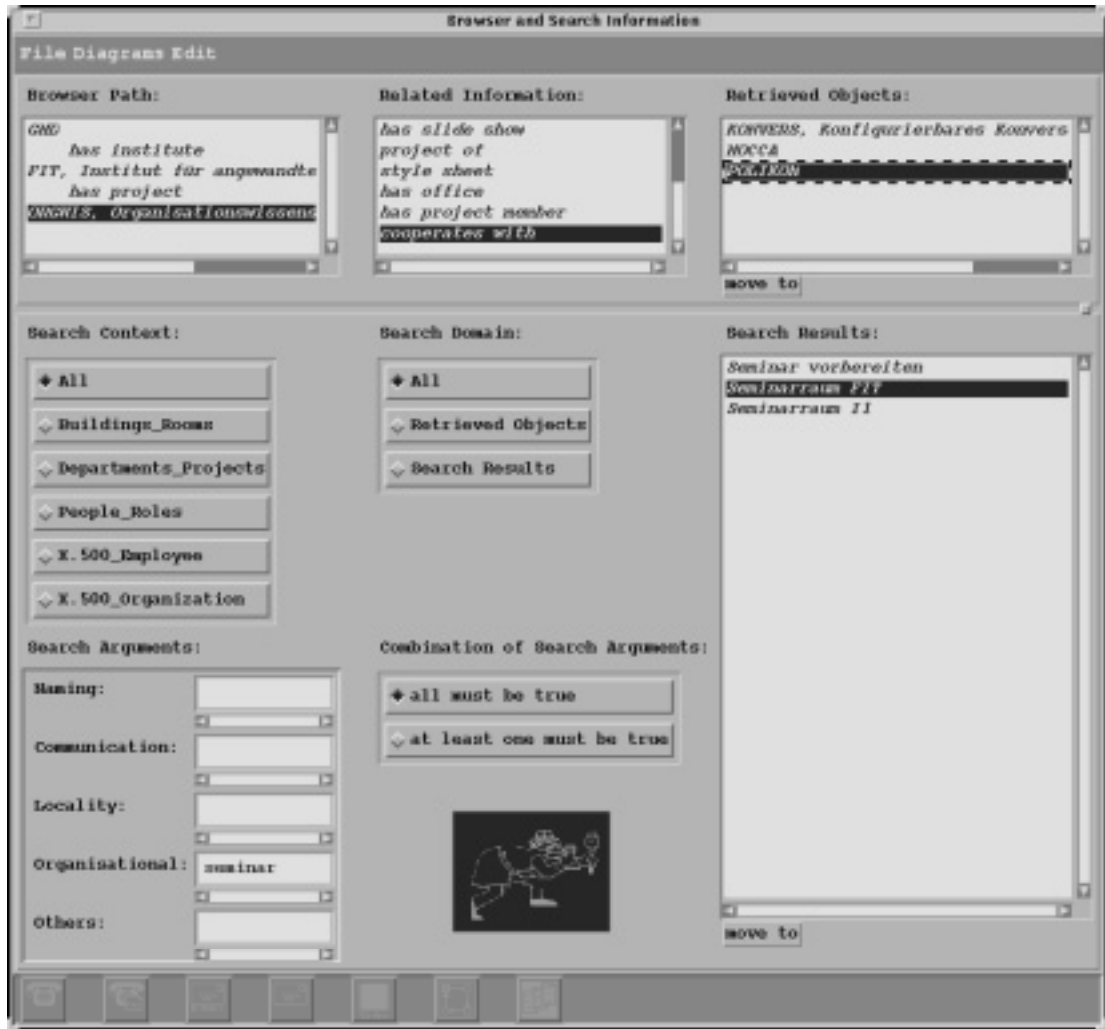 Browser and Search Information
File Diagrams Edit
Browser Path:
GMD
has institute
FIT, Institut für angewandte
has project
ORGWIS, Organisationswissens
Related Information:
has slide show
project of
style sheet
has office
has project member
cooperates with
Retrieved Objects:
KONVERS, Konfigurierbares Konvers
MOCCA
POLIKOM
move to
Search Context:
All
Buildings_Rooms
Departments_Projects
People_Roles
X.500_Employee
X.500_Organization
Search Domain:
All
Retrieved Objects
Search Results
Search Results:
Seminar vorbereiten
Seminarraum FIT
Seminarraum II
Search Arguments:
Naming:
Communication:
Locality:
Organisational: seminar
Others:
Combination of Search Arguments:
all must be true
at least one must be true
move to